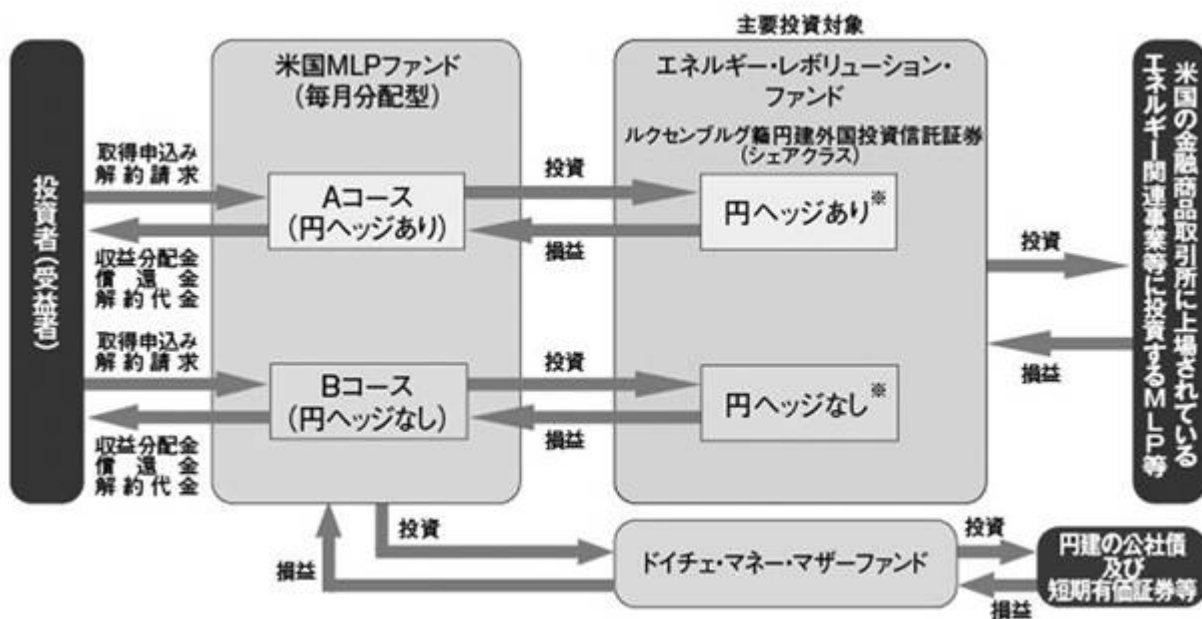 投資者（受益者）
取得申込み
解約請求
収益分配金
償還金
解約代金
取得申込み
解約請求
収益分配金
償還金
解約代金
米国MLPファンド
（毎月分配型）
Aコース
（円ヘッジあり）
Bコース
（円ヘッジなし）
投資
損益
投資
損益
主要投資対象
エネルギー・レボリューション・
ファンド
ルクセンブルグ籍円建外国投資信託証券
（シェアクラス）
円ヘッジあり※
円ヘッジなし※
投資
損益
米国の金融商品取引所に上場されている
エネルギー関連事業等に投資するMLP等
投資
損益
ドイチェ・マネー・マザーファンド
投資
損益
円建の公社債
及び
短期有価証券等